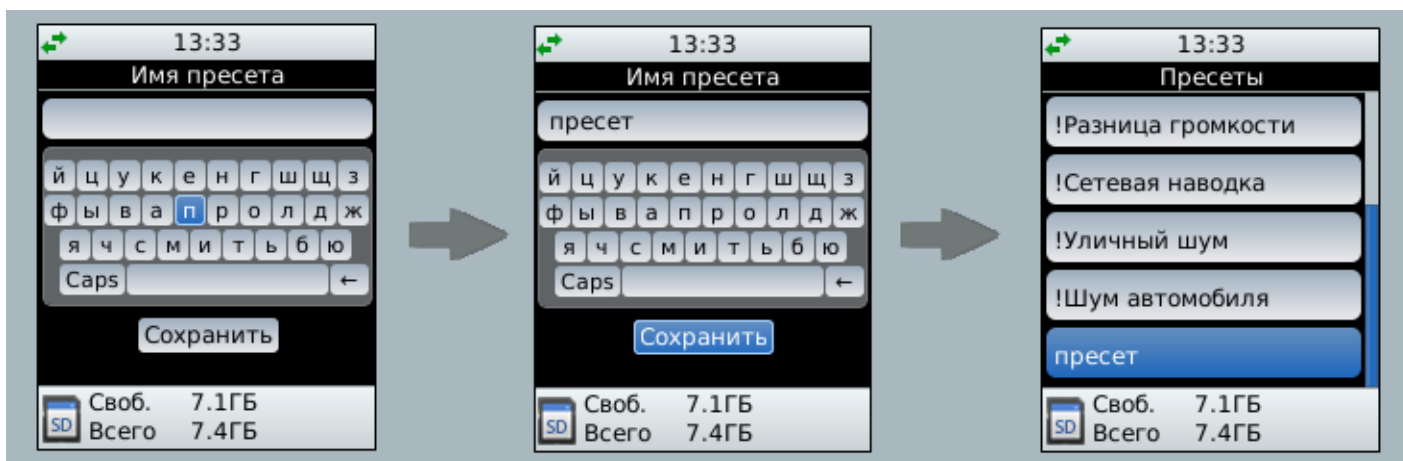 13:33
Имя пресета
й ц у к е н г ш щ з
ф ы в а п р о л д ж
я ч с м и т ь б ю
Caps ←
Сохранить
SD
Своб. 7.1ГБ
Всего 7.4ГБ
13:33
Имя пресета
пресет
й ц у к е н г ш щ з
ф ы в а п р о л д ж
я ч с м и т ь б ю
Caps ←
Сохранить
SD
Своб. 7.1ГБ
Всего 7.4ГБ
13:33
Пресеты
!Разница громкости
!Сетевая наводка
!Уличный шум
!Шум автомобиля
пресет
SD
Своб. 7.1ГБ
Всего 7.4ГБ